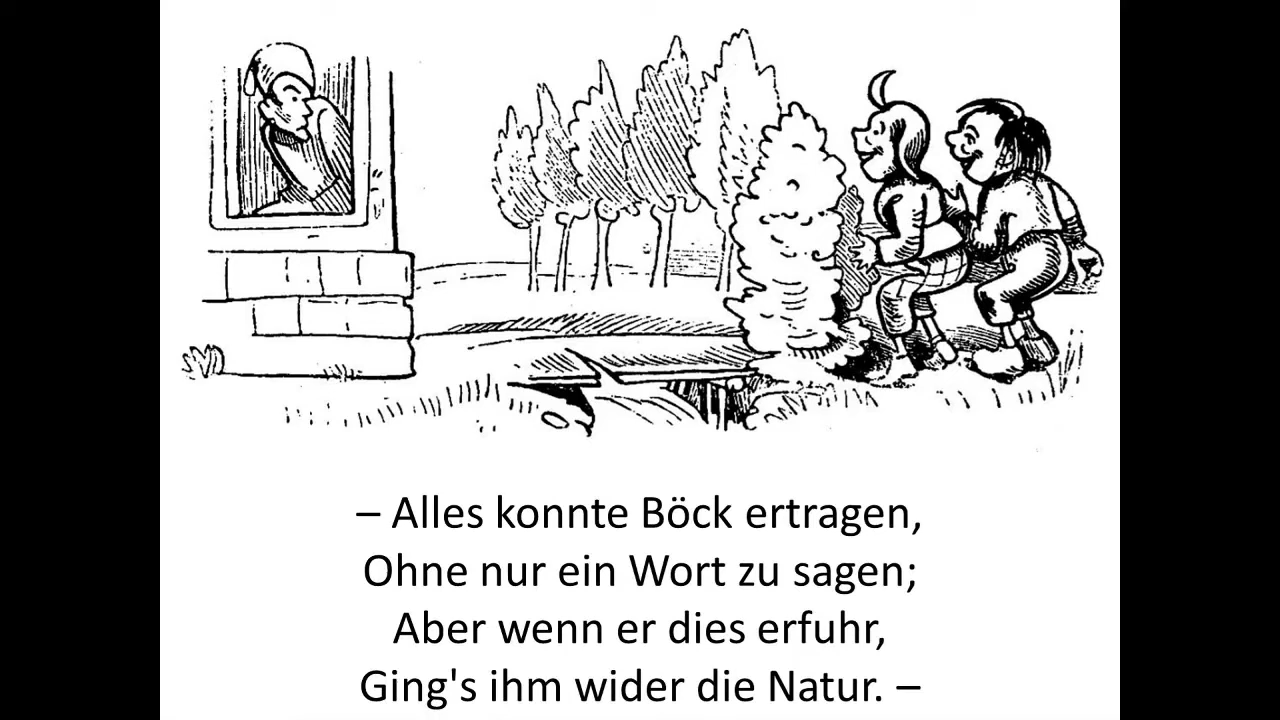 – Alles konnte Böck ertragen,
Ohne nur ein Wort zu sagen;
Aber wenn er dies erfuhr,
Ging's ihm wider die Natur. –